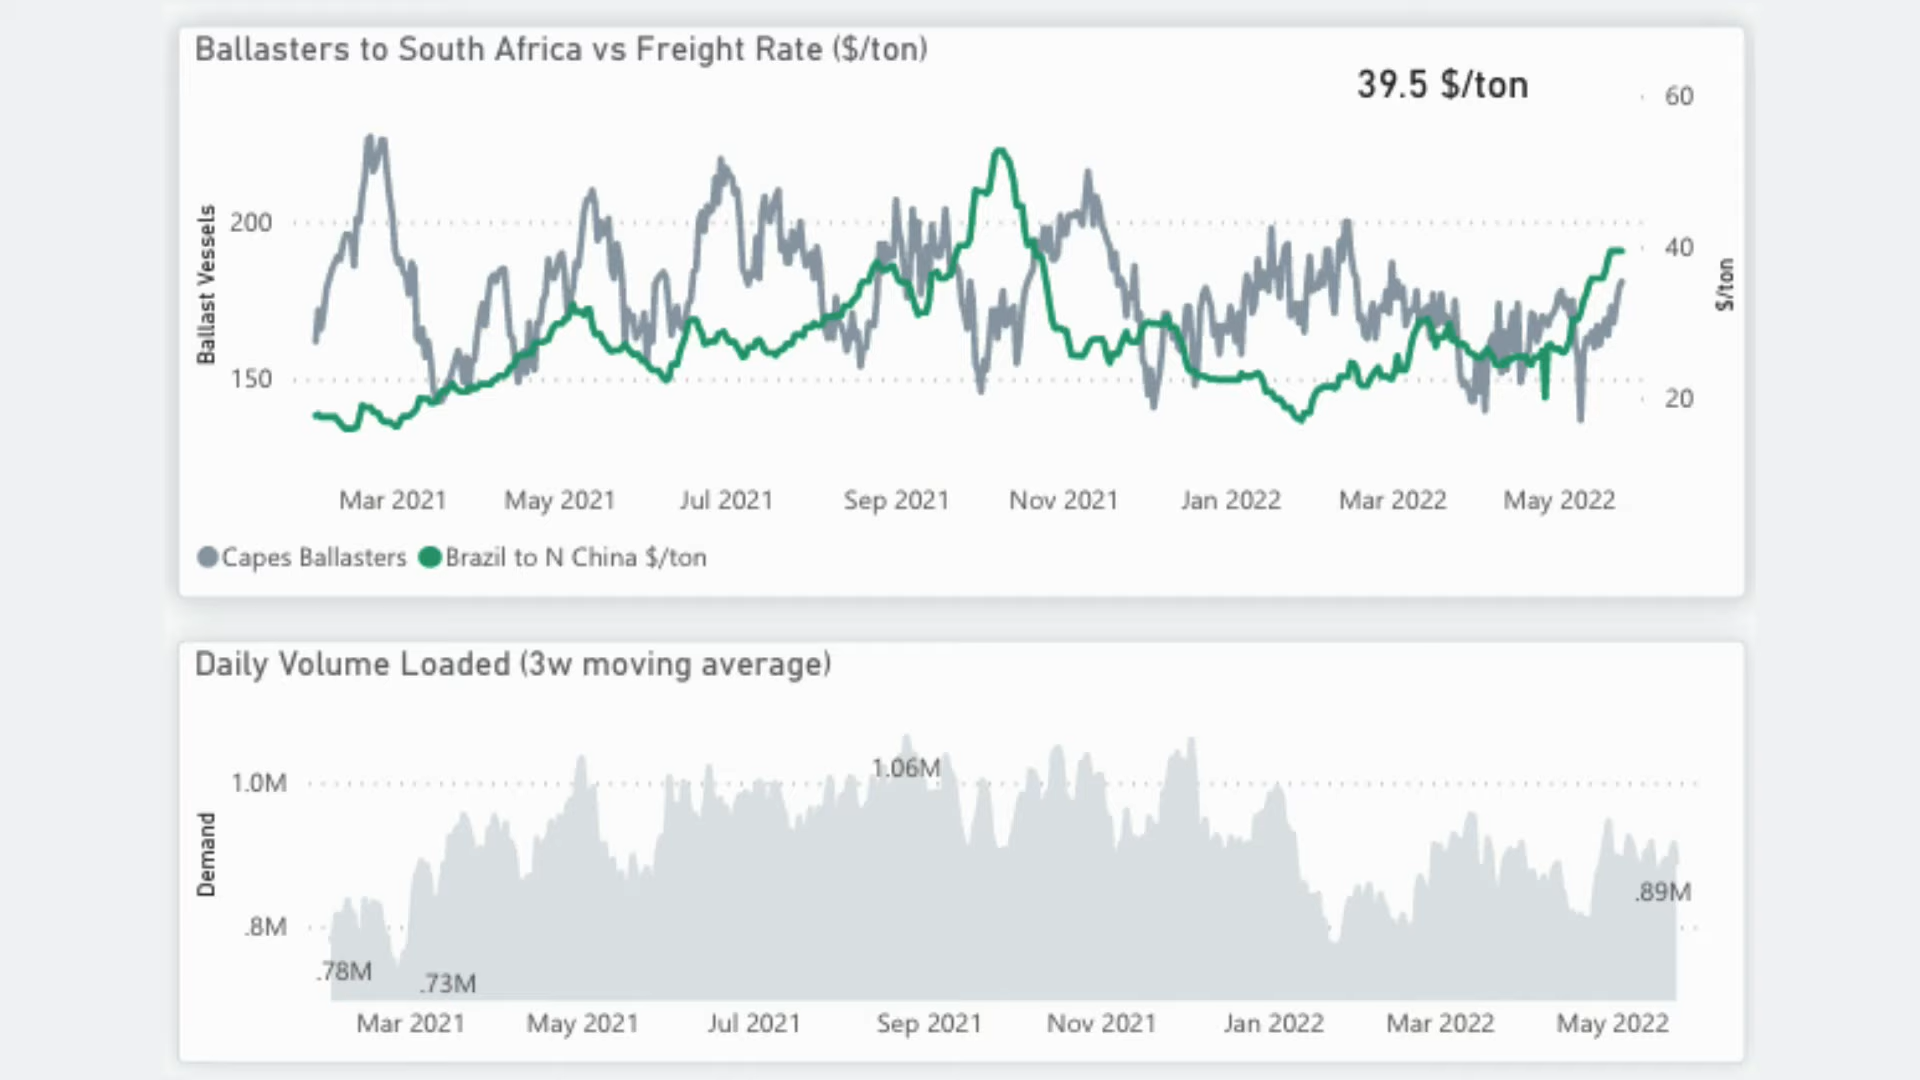 Ballasters to South Africa vs Freight Rate ($/ton)
39.5 $/ton
60
200
40
150
20
Ballast Vessels
$/ton
Mar 2021 May 2021 Jul 2021 Sep 2021 Nov 2021 Jan 2022 Mar 2022 May 2022
Capes Ballasters Brazil to N China $/ton
Daily Volume Loaded (3w moving average)
1.06M
1.0M
Demand
.89M
.8M
.78M
.73M
Mar 2021 May 2021 Jul 2021 Sep 2021 Nov 2021 Jan 2022 Mar 2022 May 2022